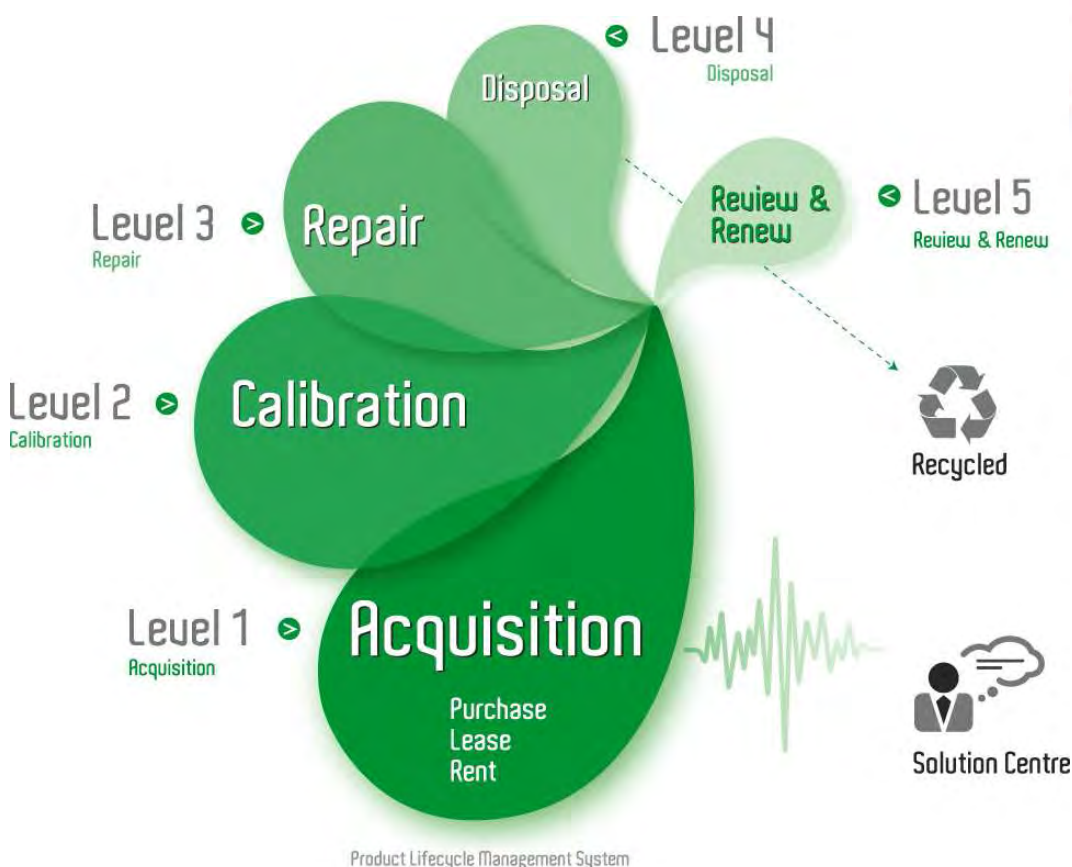 Level 4
Disposal
Disposal
Review &
Renew
Level 5
Review & Renew
Level 3
Repair
Repair
Level 2
Calibration
Calibration
Recycled
Level 1
Acquisition
Acquisition
Purchase
Lease
Rent
Solution Centre
Product Lifecycle Management System